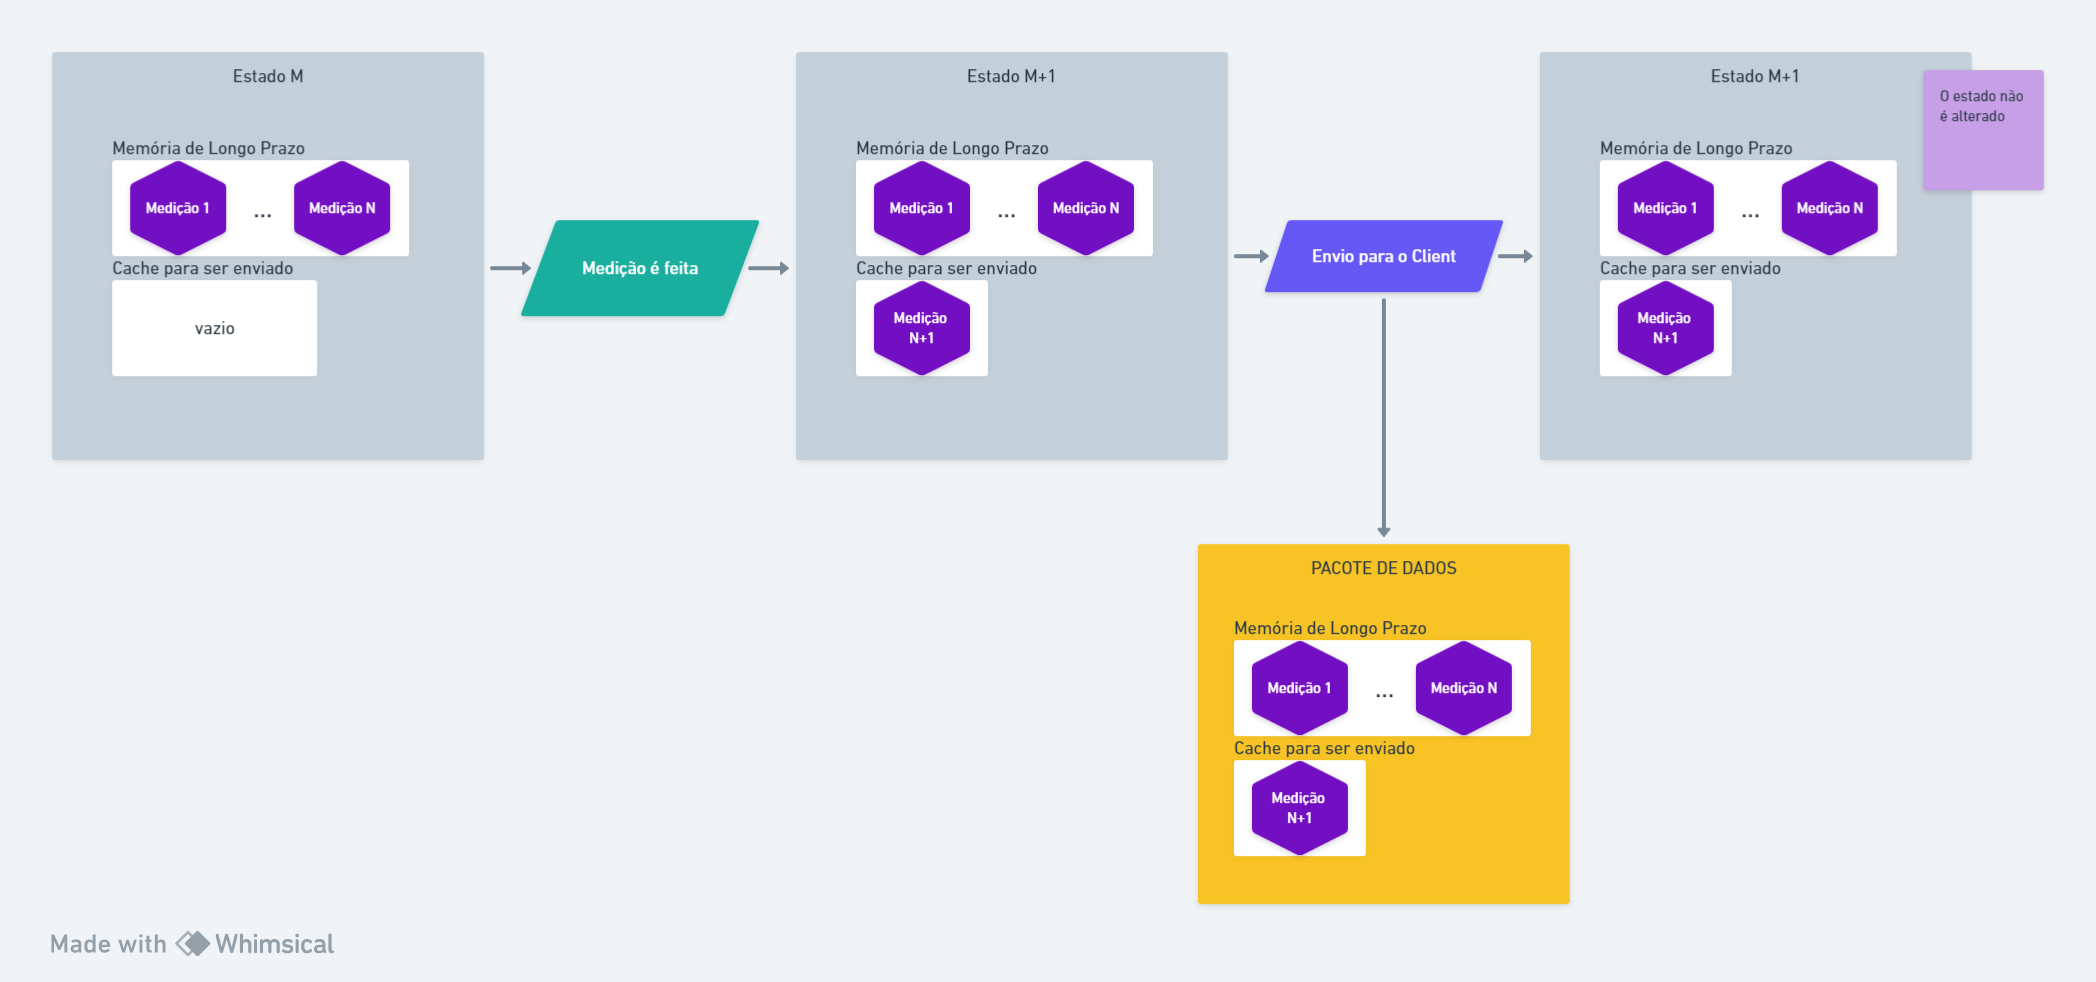 Estado M
Memória de Longo Prazo
Medição 1
...
Medição N
Cache para ser enviado
vazio
Medição é feita
Estado M+1
Memória de Longo Prazo
Medição 1
...
Medição N
Cache para ser enviado
Medição
N+1
Envio para o Client
Estado M+1
O estado não
é alterado
Memória de Longo Prazo
Medição 1
...
Medição N
Cache para ser enviado
Medição
N+1
PACOTE DE DADOS
Memória de Longo Prazo
Medição 1
...
Medição N
Cache para ser enviado
Medição
N+1
Made with Whimsical